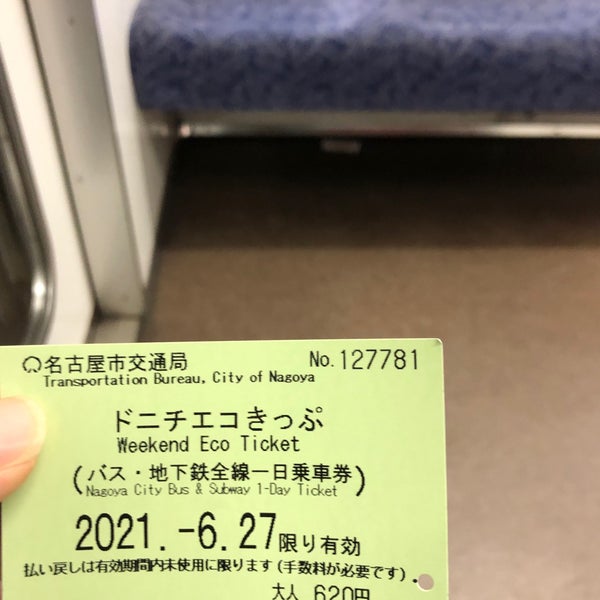 名古屋市交通局 No.127781
Transportation Bureau, City of Nagoya
ドニチエコきっぷ
Weekend Eco Ticket
(バス・地下鉄全線一日乗車券)
Nagoya City Bus & Subway 1-Day Ticket
2021.-6.27限り有効
払い戻しは有効期間内未使用に限ります(手数料が必要です)。
大人 620円